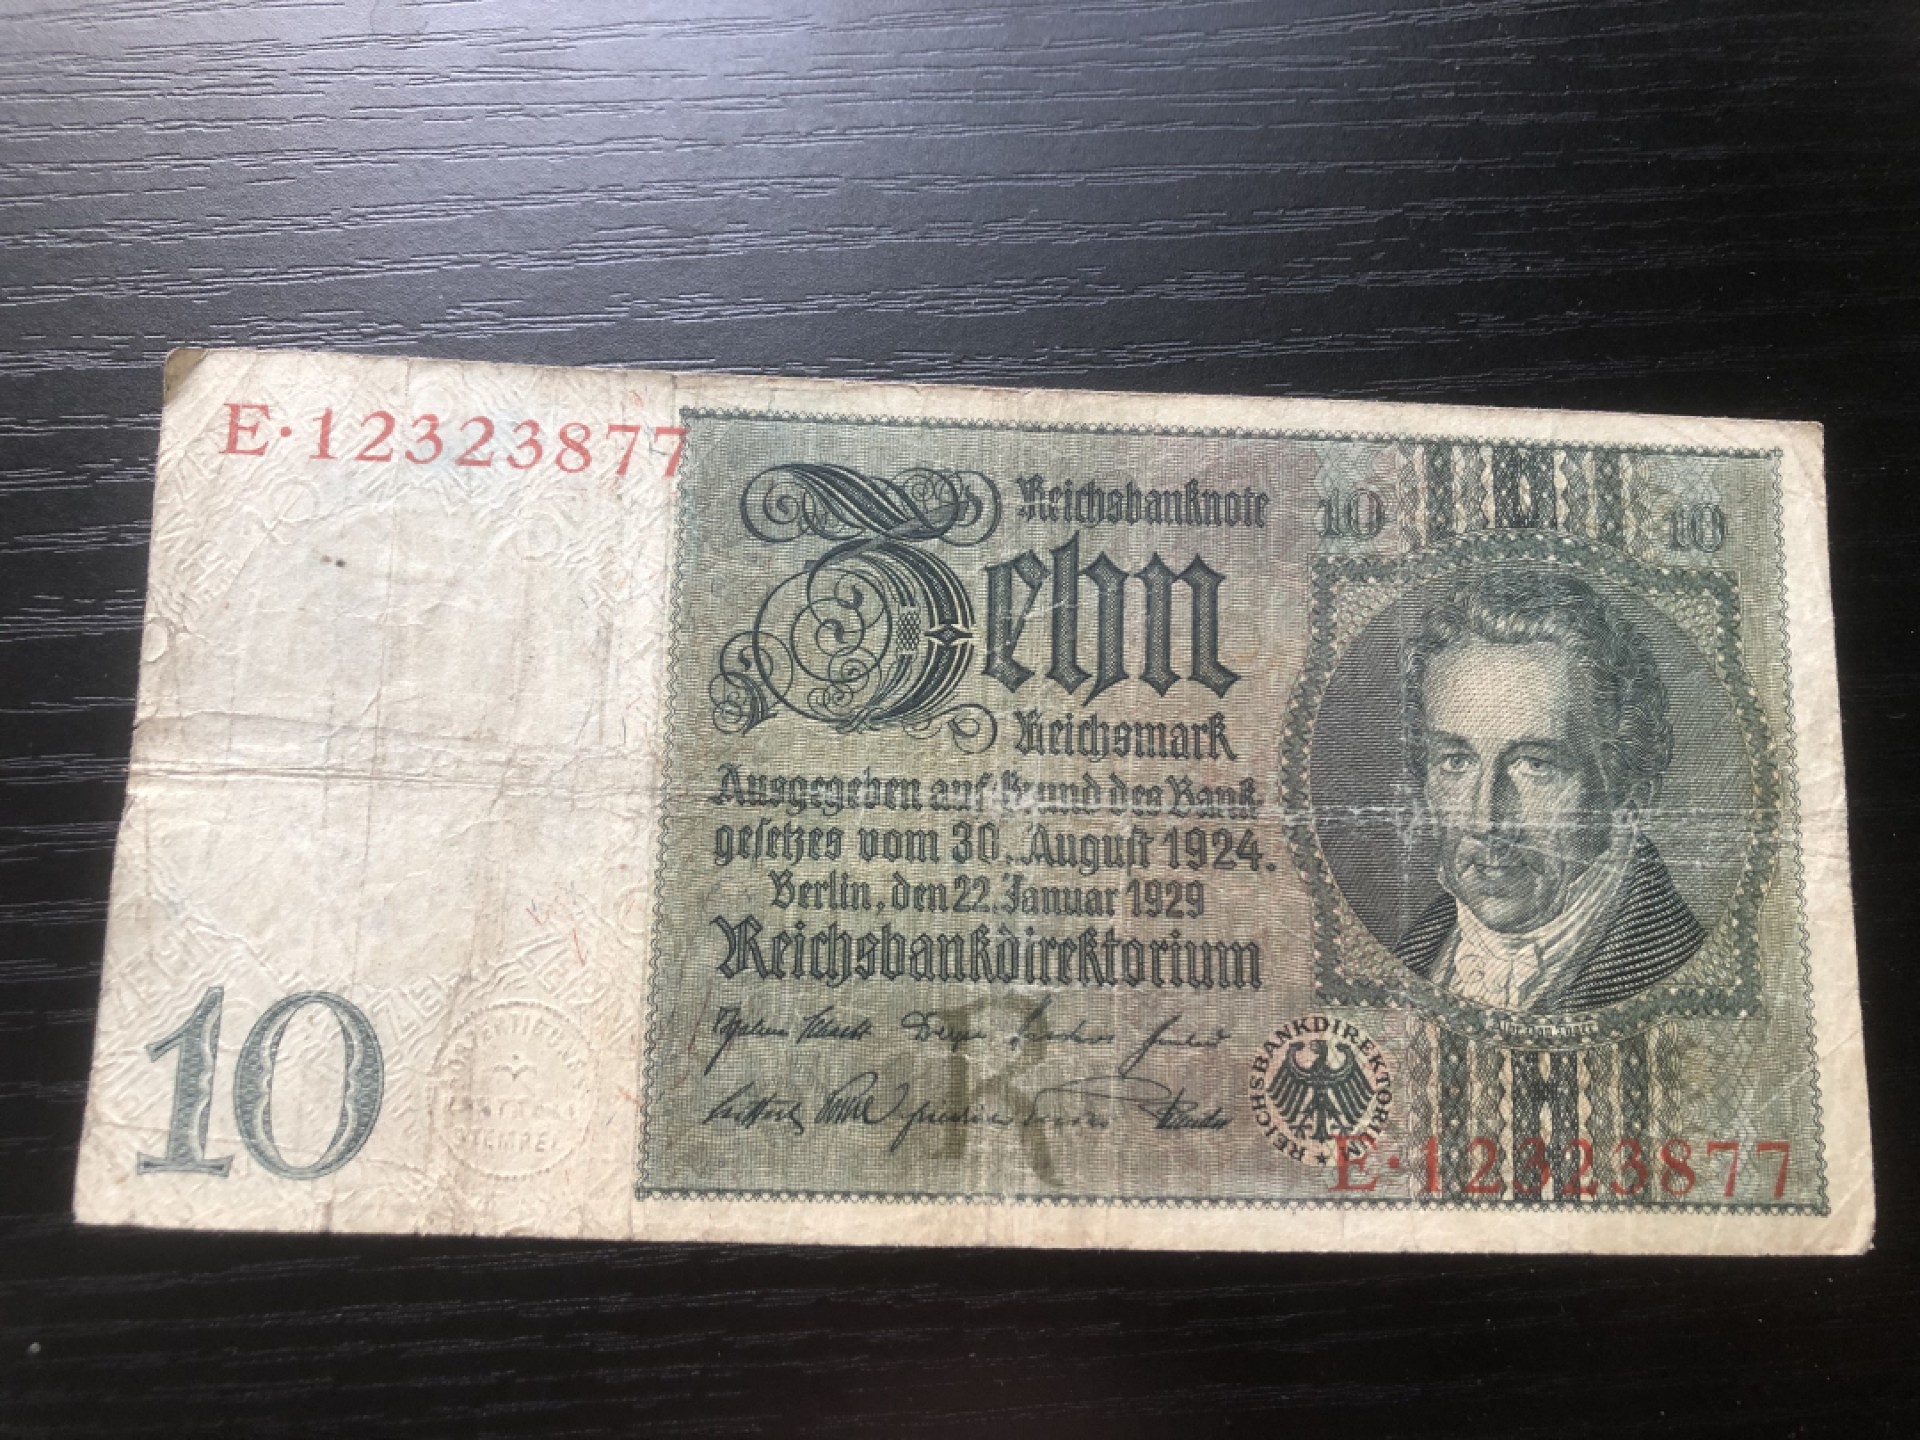 E·12323877
Reichsbanknote
10
10
Zehn
Reichsmark
Ausgegeben auf Grund des Bank-
gesetzes vom 30. August 1924.
Berlin, den 22. Januar 1929
Reichsbankdirektorium
10
R
REICHSBANKDIREKTORIUM
STEMPEL
E·12323877